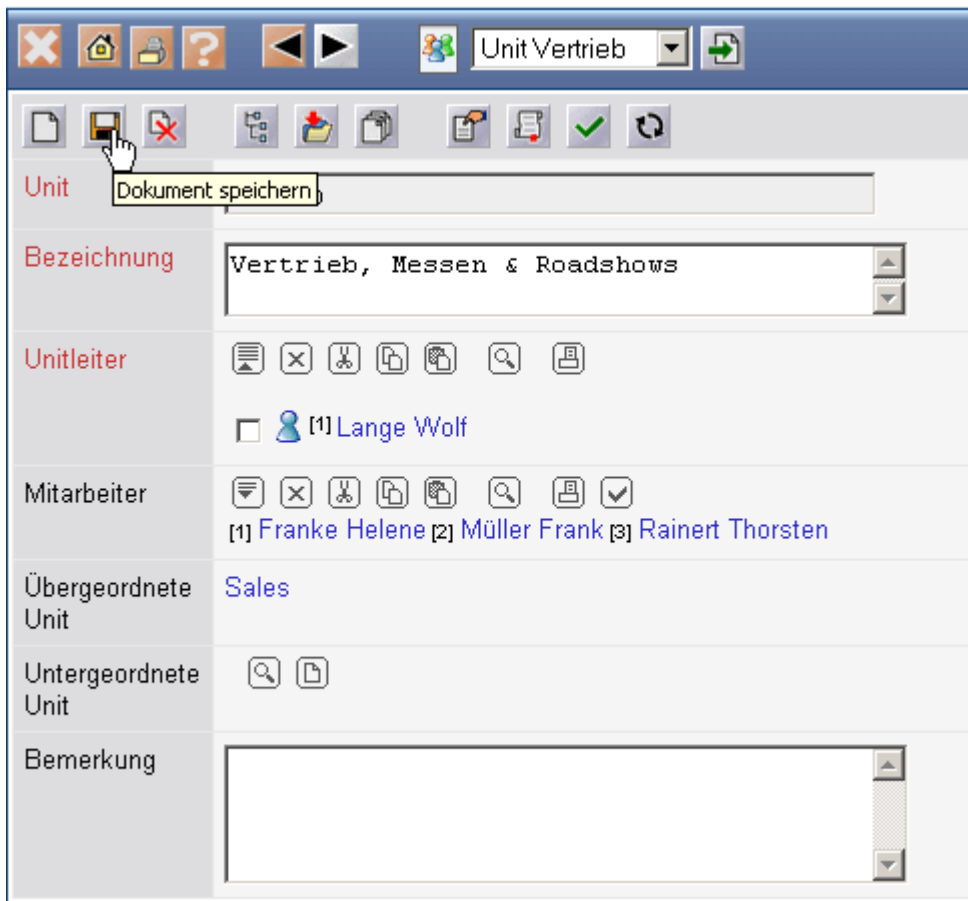 Unit Vertrieb
Unit
Dokument speichern
Bezeichnung
Vertrieb, Messen & Roadshows
Unitleiter
[1] Lange Wolf
Mitarbeiter
[1] Franke Helene [2] Müller Frank [3] Rainert Thorsten
Übergeordnete
Unit
Sales
Untergeordnete
Unit
Bemerkung